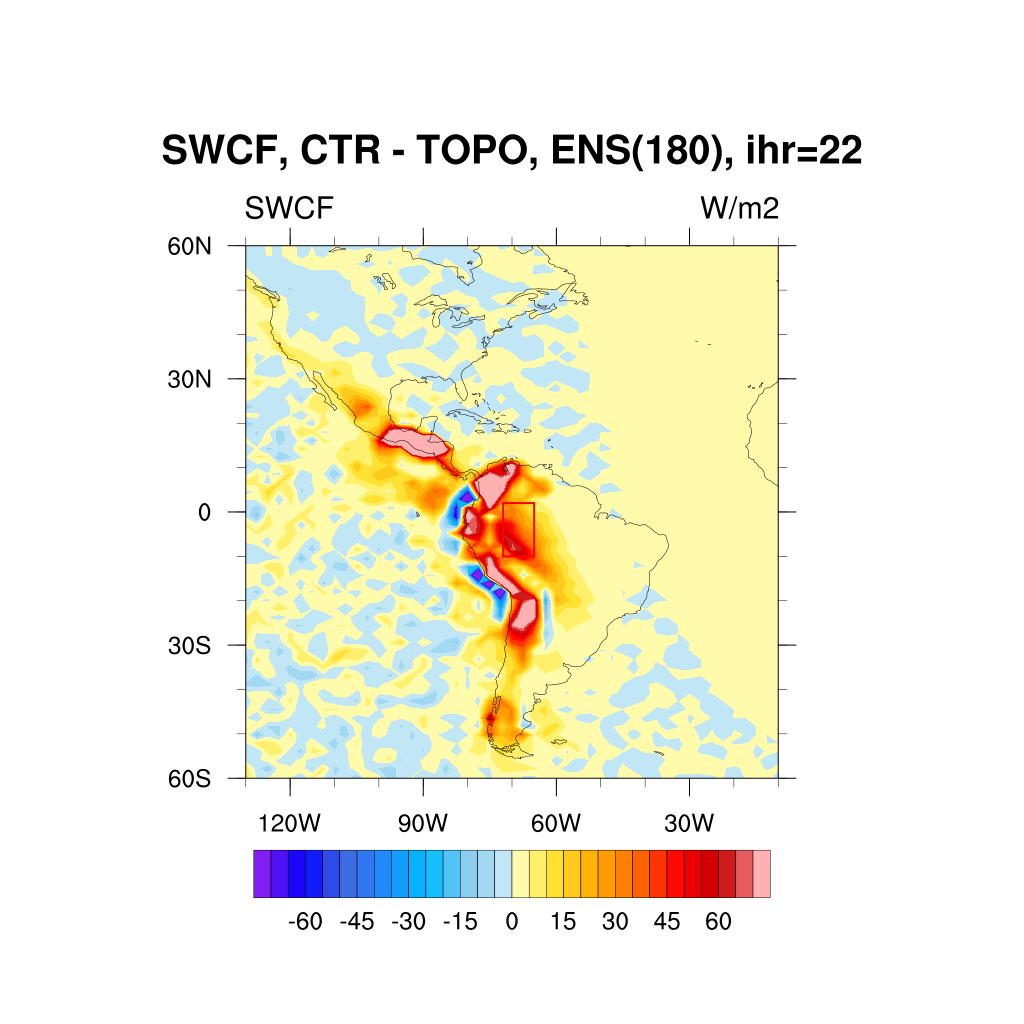 SWCF, CTR - TOPO, ENS(180), ihr=22
SWCF W/m2
60N
30N
0
30S
60S
120W 90W 60W 30W
-60 -45 -30 -15 0 15 30 45 60